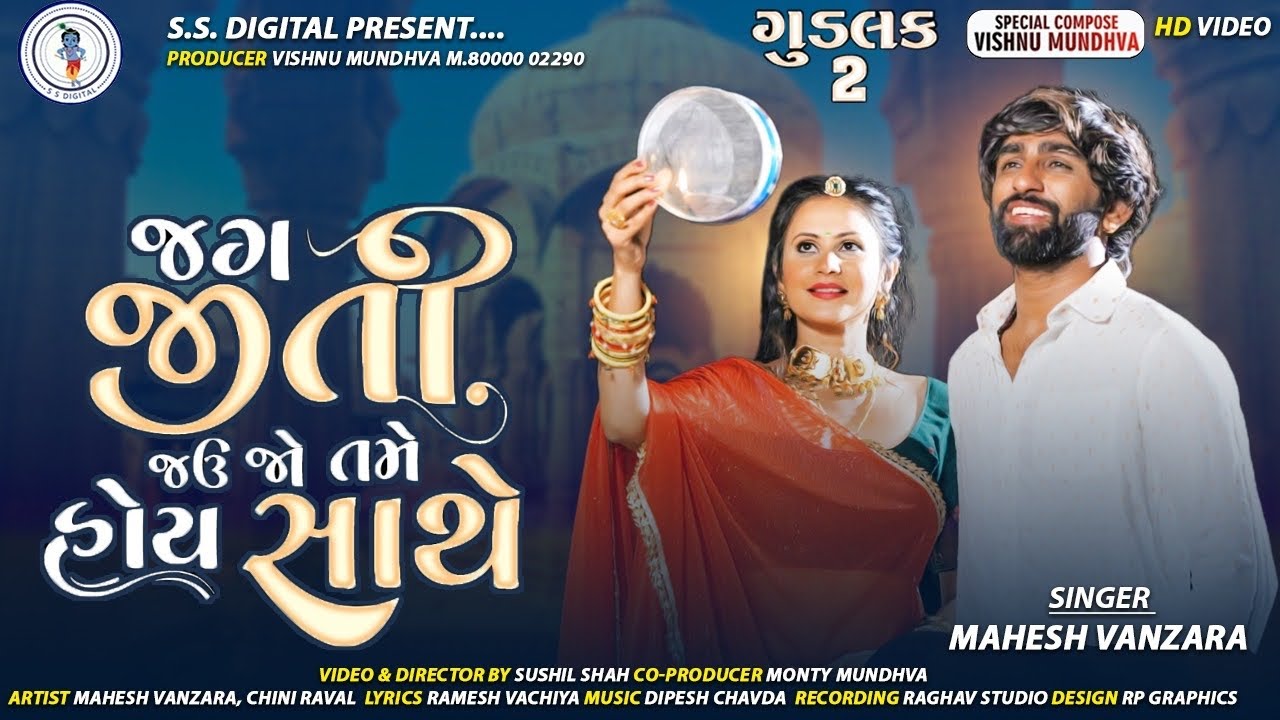 S.S. DIGITAL PRESENT....
PRODUCER VISHNU MUNDHVA M.80000 02290
S S DIGITAL
ગુડલક
2
SPECIAL COMPOSE
VISHNU MUNDHVA
HD VIDEO
જગ
જીતી
જઉ જો તમે
હોય સાથે
SINGER
MAHESH VANZARA
VIDEO & DIRECTOR BY SUSHIL SHAH CO-PRODUCER MONTY MUNDHVA
ARTIST MAHESH VANZARA, CHINI RAVAL LYRICS RAMESH VACHIYA MUSIC DIPESH CHAVDA RECORDING RAGHAV STUDIO DESIGN RP GRAPHICS